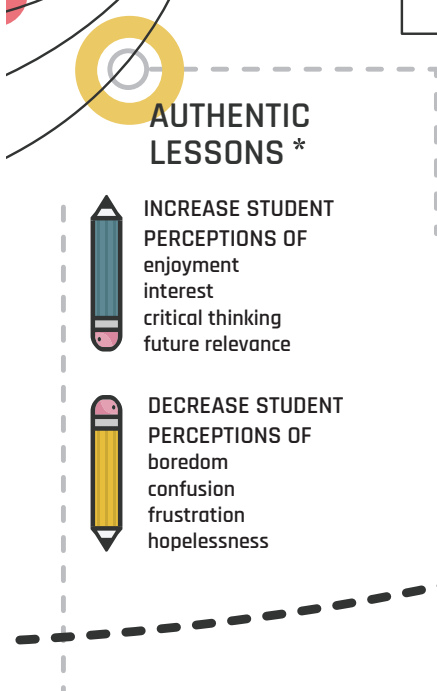 AUTHENTIC
LESSONS *
INCREASE STUDENT
PERCEPTIONS OF
enjoyment
interest
critical thinking
future relevance
DECREASE STUDENT
PERCEPTIONS OF
boredom
confusion
frustration
hopelessness